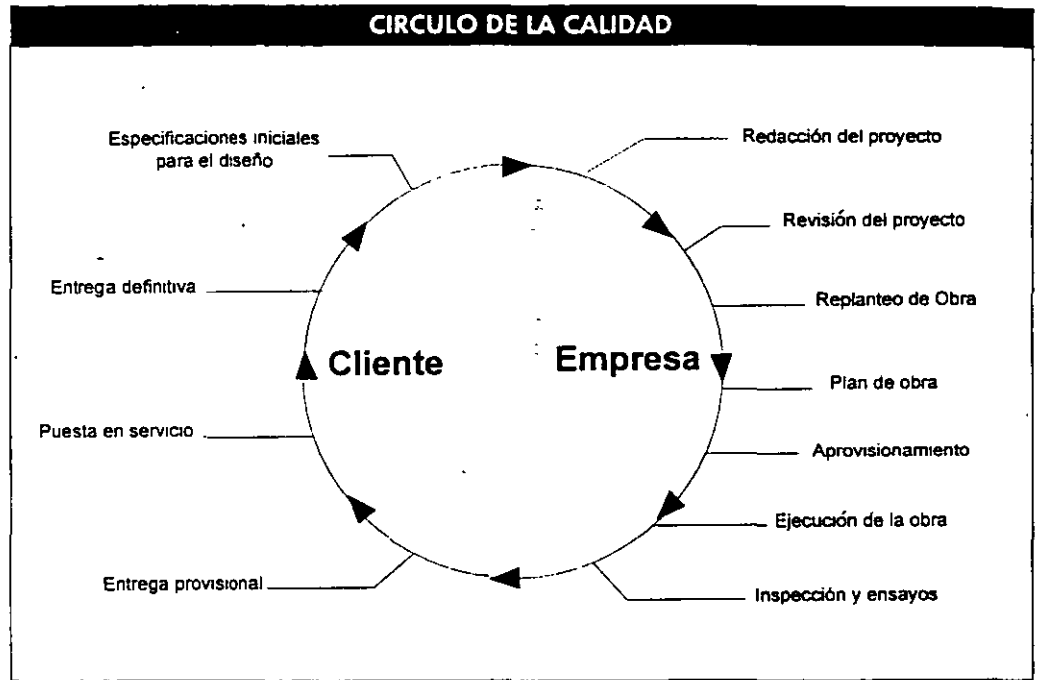 CIRCULO DE LA CALIDAD
Especificaciones iniciales
para el diseño
Redacción del proyecto
Revisión del proyecto
Entrega definitiva
Replanteo de Obra
Cliente
Empresa
Plan de obra
Puesta en servicio
Aprovisionamiento
Ejecución de la obra
Entrega provisional
Inspección y ensayos